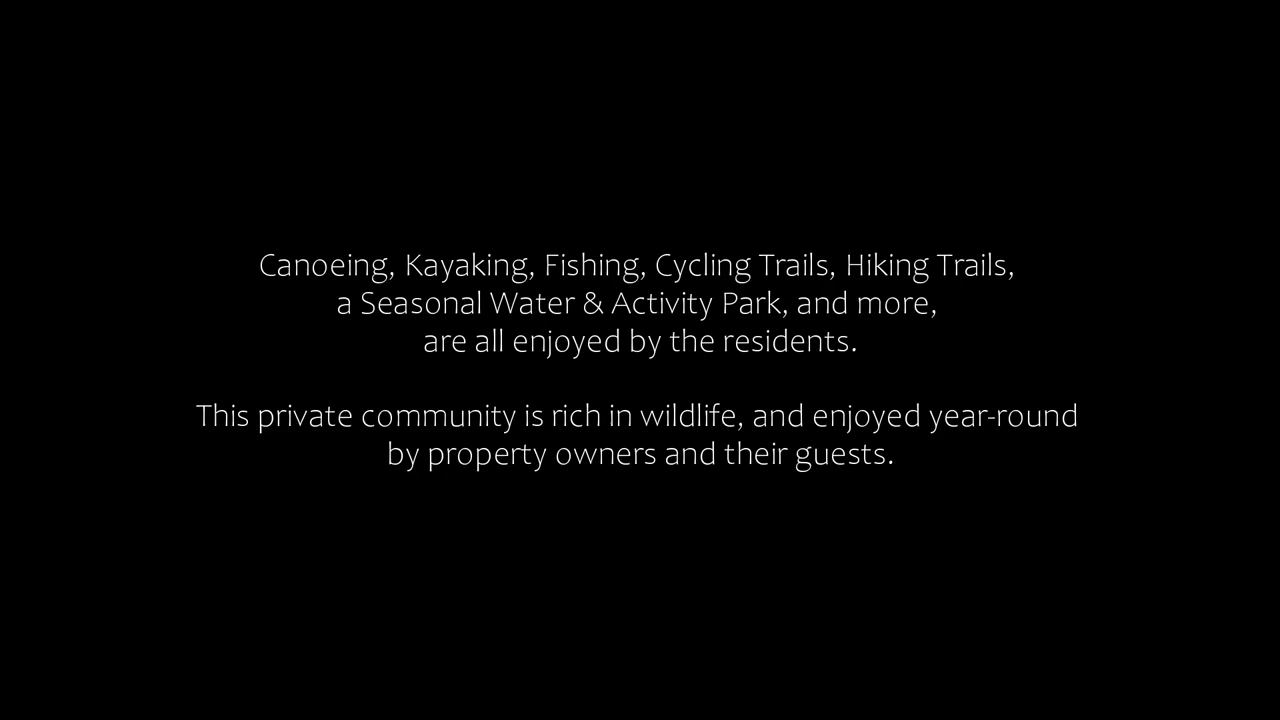 Canoeing, Kayaking, Fishing, Cycling Trails, Hiking Trails,
a Seasonal Water & Activity Park, and more,
are all enjoyed by the residents.
This private community is rich in wildlife, and enjoyed year-round
by property owners and their guests.